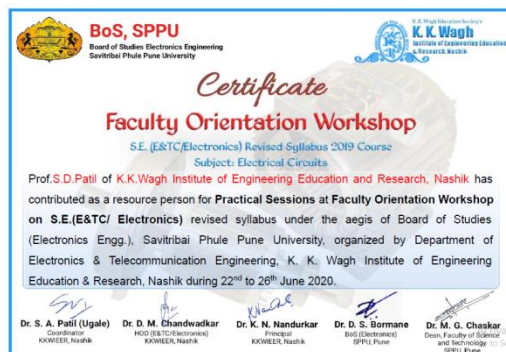 BoS, SPPU
Board of Studies Electronics Engineering
Savitribai Phule Pune University
K. K. Wagh Education Society's
K. K. Wagh
Institute of Engineering Education
& Research, Nashik
Certificate
Faculty Orientation Workshop
S.E. (E&TC/Electronics) Revised Syllabus 2019 Course
Subject: Electrical Circuits
Prof.S.D.Patil of K.K.Wagh Institute of Engineering Education and Research, Nashik has
contributed as a resource person for Practical Sessions at Faculty Orientation Workshop
on S.E.(E&TC/ Electronics) revised syllabus under the aegis of Board of Studies
(Electronics Engg.), Savitribai Phule Pune University, organized by Department of
Electronics & Telecommunication Engineering, K. K. Wagh Institute of Engineering
Education & Research, Nashik during 22nd to 26th June 2020.
Dr. S. A. Patil (Ugale)
Coordinator
KKWIEER, Nashik
Dr. D. M. Chandwadkar
HOD (E&TC/Electronics)
KKWIEER, Nashik
Dr. K. N. Nandurkar
Principal
KKWIEER, Nashik
Dr. D. S. Bormane
BoS (Electronics)
SPPU, Pune
Dr. M. G. Chaskar
Dean, Faculty of Science
and Technology
SPPU, Pune